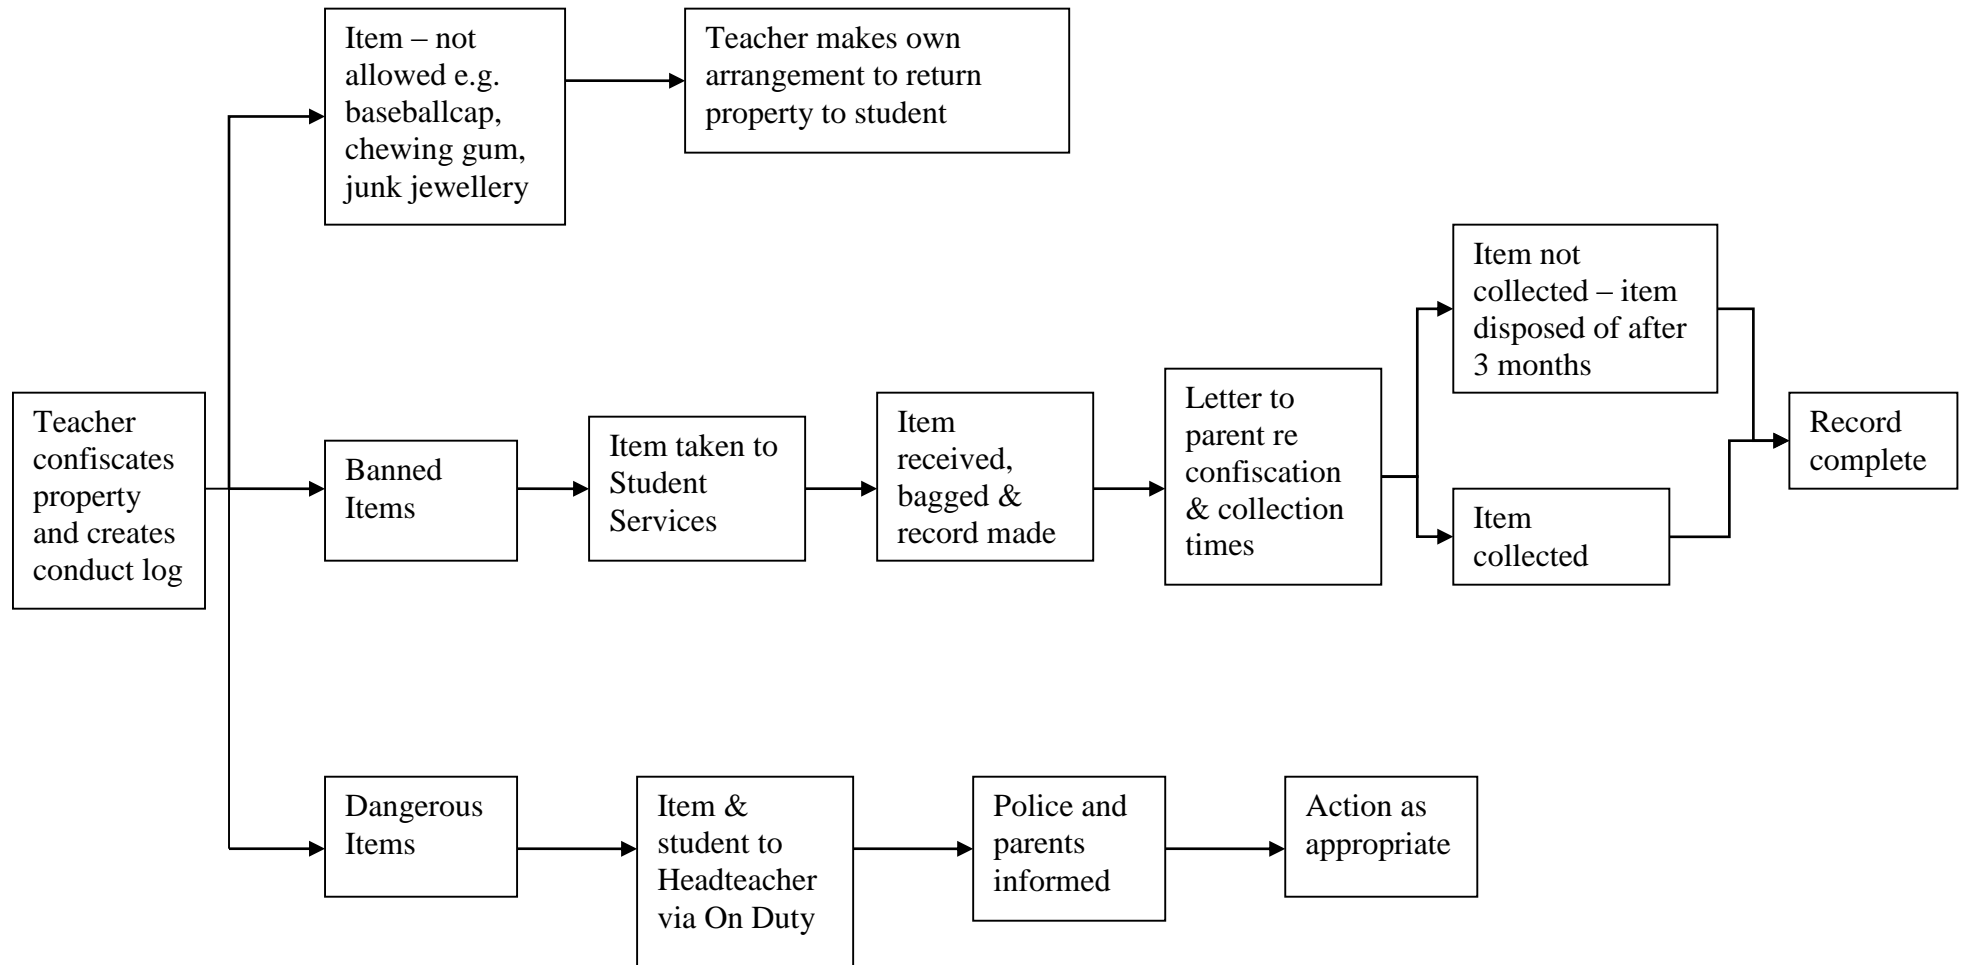 Item – not
allowed e.g.
baseballcap,
chewing gum,
junk jewellery
Teacher makes own
arrangement to return
property to student
Item not
collected – item
disposed of after
3 months
Teacher
confiscates
property
and creates
conduct log
Banned
Items
Item taken to
Student
Services
Item
received,
bagged &
record made
Letter to
parent re
confiscation
& collection
times
Item
collected
Record
complete
Dangerous
Items
Item &
student to
Headteacher
via On Duty
Police and
parents
informed
Action as
appropriate